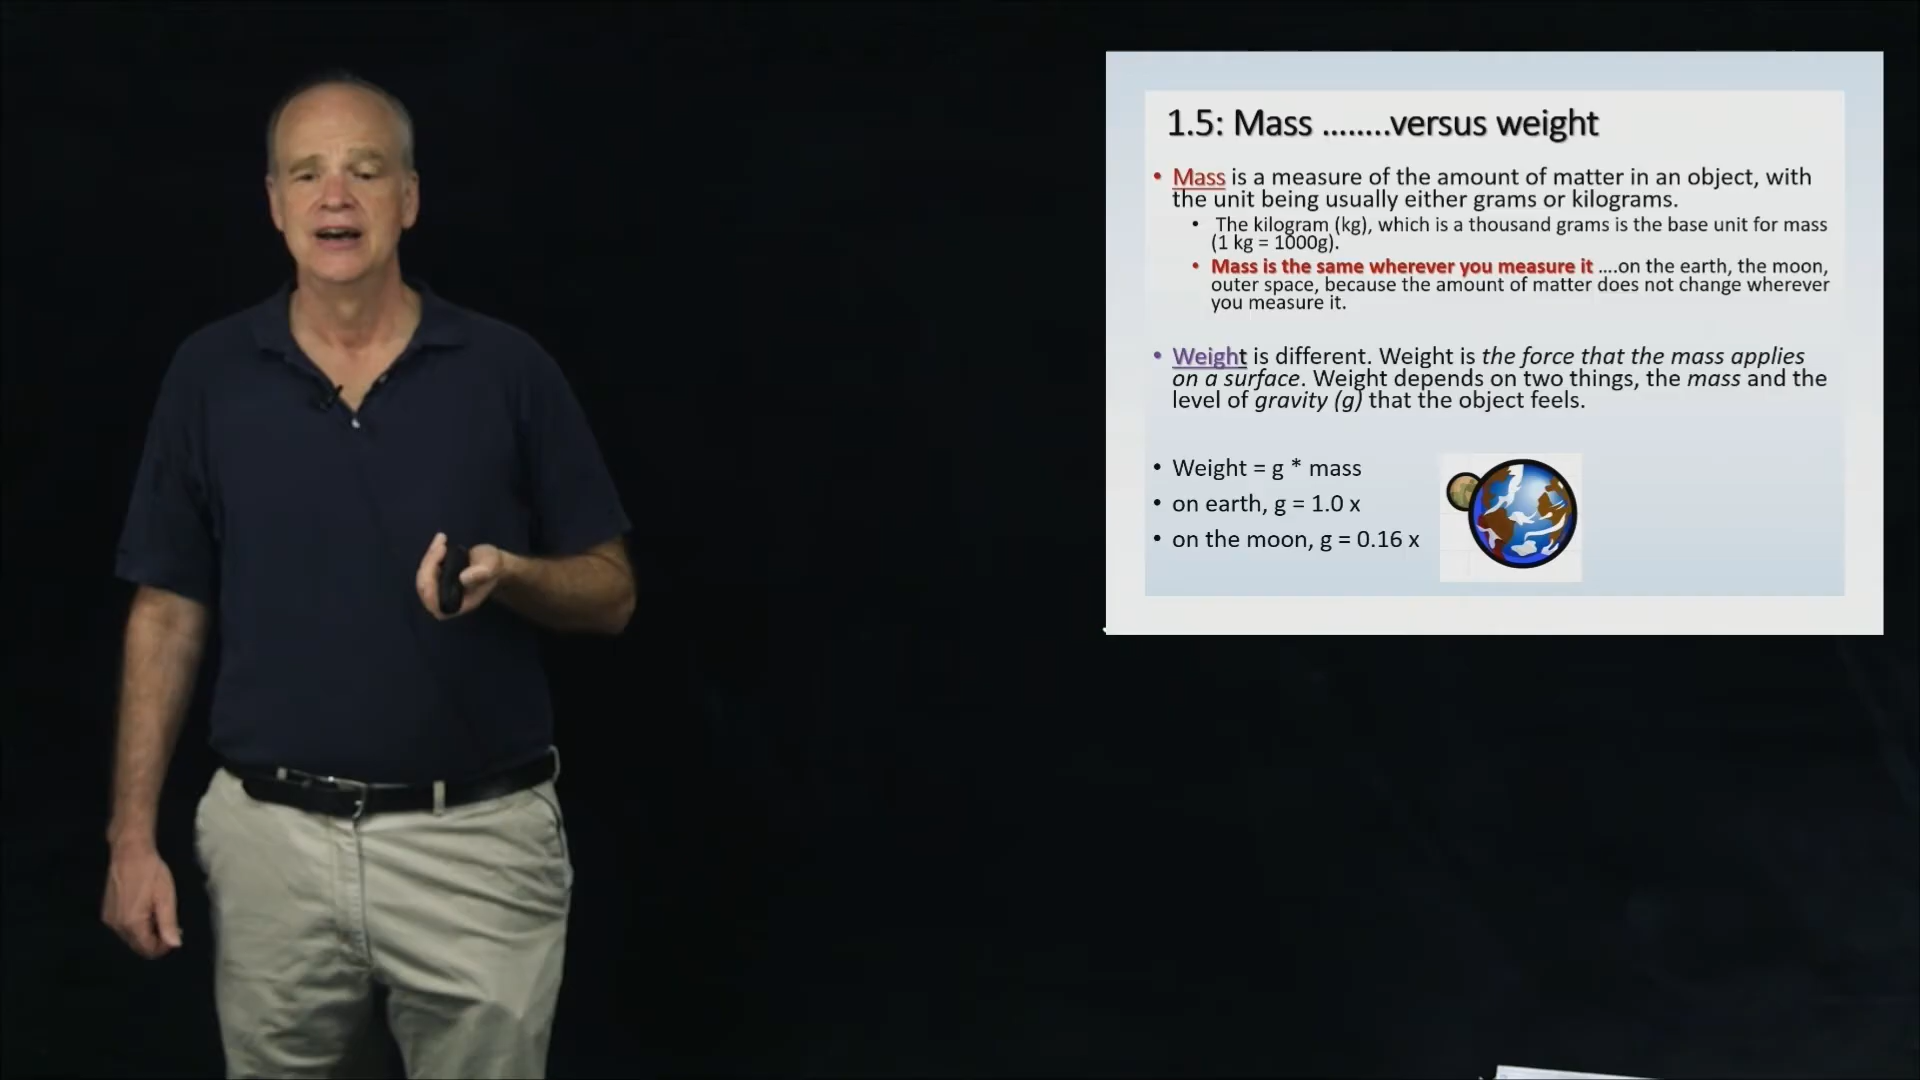 1.5: Mass ........versus weight
• Mass is a measure of the amount of matter in an object, with
the unit being usually either grams or kilograms.
• The kilogram (kg), which is a thousand grams is the base unit for mass
(1 kg = 1000g).
• Mass is the same wherever you measure it ....on the earth, the moon,
outer space, because the amount of matter does not change wherever
you measure it.
• Weight is different. Weight is the force that the mass applies
on a surface. Weight depends on two things, the mass and the
level of gravity (g) that the object feels.
• Weight = g * mass
• on earth, g = 1.0 x
• on the moon, g = 0.16 x